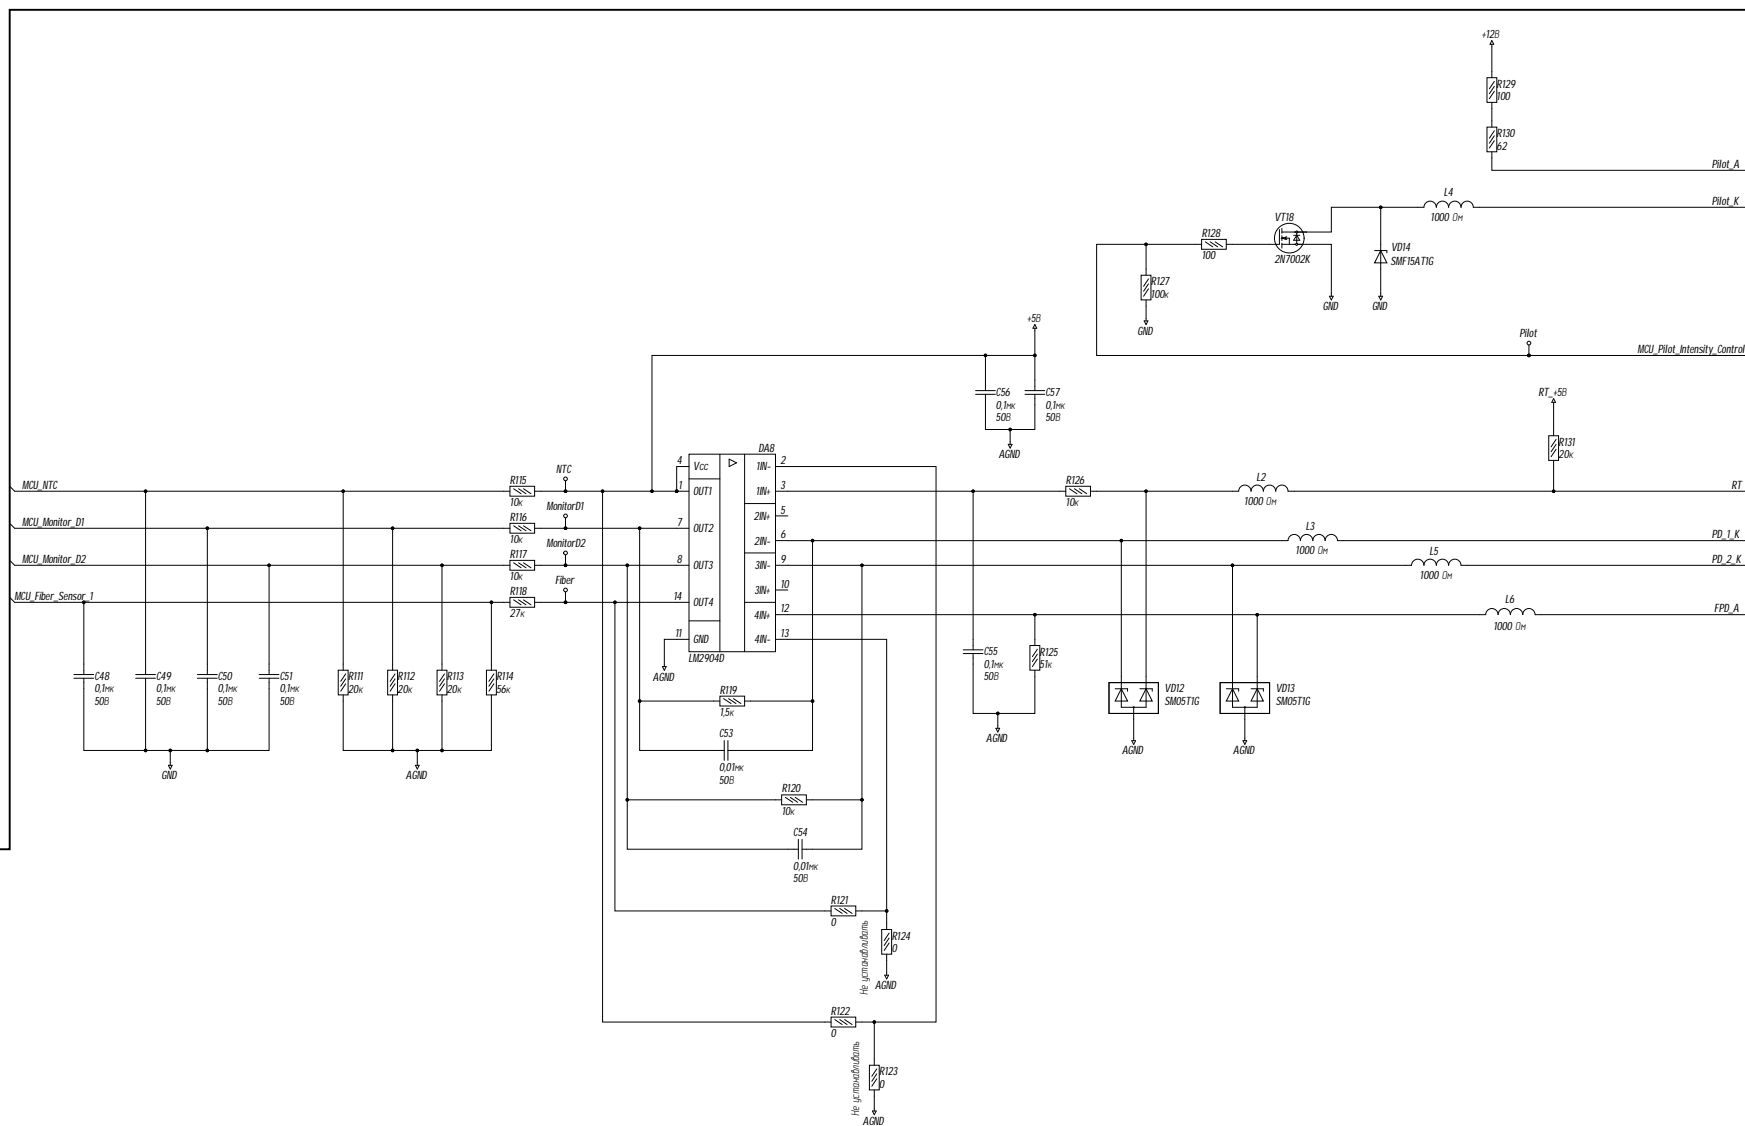 +12В
R129
100
R130
62
Pilot_A
L4
1000 Ом
Pilot_K
VT18
2N7002K
R128
100
VD14
SMF15AT1G
R127
100к
GND
GND
GND
Pilot
MCU_Pilot_Intensity_Control
+5В
C56
0,1мк
50В
C57
0,1мк
50В
AGND
RT_+5В
R131
20к
DA8
4
Vcc
1IN-
2
MCU_NTC
R115
10к
NTC
1
OUT1
1IN+
3
R126
10к
L2
1000 Ом
RT
MCU_Monitor_D1
R116
10к
MonitorD1
7
OUT2
2IN+
5
2IN-
6
L3
1000 Ом
PD_1_K
MCU_Monitor_D2
R117
10к
MonitorD2
8
OUT3
3IN-
9
L5
1000 Ом
PD_2_K
3IN+
10
MCU_Fiber_Sensor_1
R118
27к
Fiber
14
OUT4
4IN+
12
L6
1000 Ом
FPD_A
11
GND
4IN-
13
AGND
LM2904D
C48
0,1мк
50В
C49
0,1мк
50В
C50
0,1мк
50В
C51
0,1мк
50В
R111
20к
R112
20к
R113
20к
R114
56к
GND
AGND
R119
1,5к
C53
0,01мк
50В
C55
0,1мк
50В
R125
51к
AGND
VD12
SM05T1G
AGND
VD13
SM05T1G
AGND
R120
10к
C54
0,01мк
50В
R121
0
Не устанавливать
R124
0
AGND
R122
0
Не устанавливать
R123
0
AGND